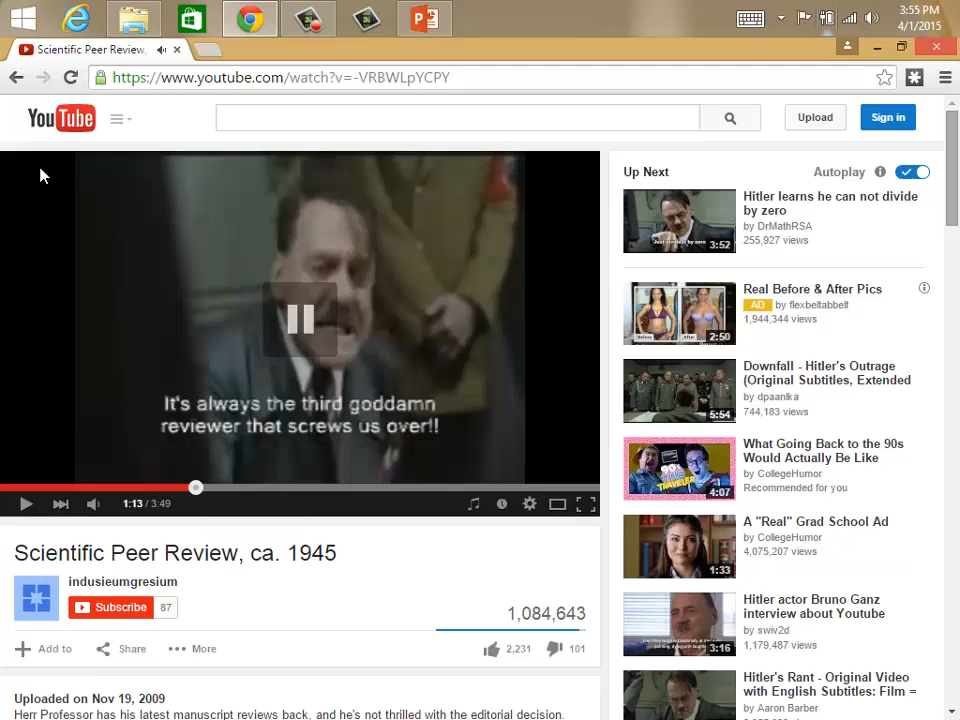 3:55 PM
4/1/2015
Scientific Peer Review,
https://www.youtube.com/watch?v=-VRBWLpYCPY
YouTube
Upload
Sign in
It's always the third goddamn
reviewer that screws us over!!
1:13 / 3:49
Scientific Peer Review, ca. 1945
indusieumgresium
Subscribe 87
1,084,643
Add to
Share
More
2,231
101
Uploaded on Nov 19, 2009
Herr Professor has his latest manuscript reviews back, and he's not thrilled with the editorial decision.
Up Next
Autoplay
3:52
Hitler learns he can not divide
by zero
by DrMathRSA
255,927 views
Before
After
2:50
Real Before & After Pics
AD by flexbeltabbelt
1,944,344 views
5:54
Downfall - Hitler's Outrage
(Original Subtitles, Extended
by dpaanlka
744,183 views
4:07
What Going Back to the 90s
Would Actually Be Like
by CollegeHumor
Recommended for you
1:33
A "Real" Grad School Ad
by CollegeHumor
4,075,207 views
3:16
Hitler actor Bruno Ganz
interview about Youtube
by swiv2d
1,179,487 views
Hitler's Rant - Original Video
with English Subtitles: Film =
by Aaron Barber